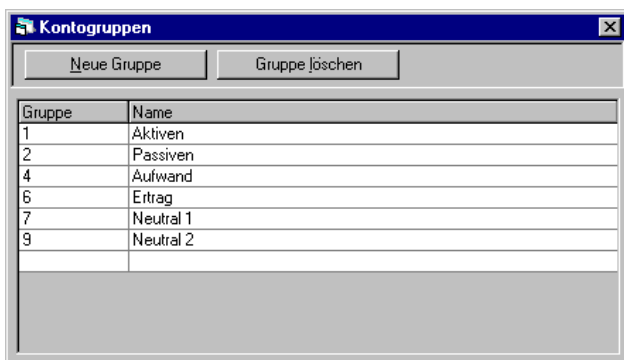 Kontogruppen
Neue Gruppe Gruppe löschen
Gruppe Name
1 Aktiven
2 Passiven
4 Aufwand
6 Ertrag
7 Neutral 1
9 Neutral 2